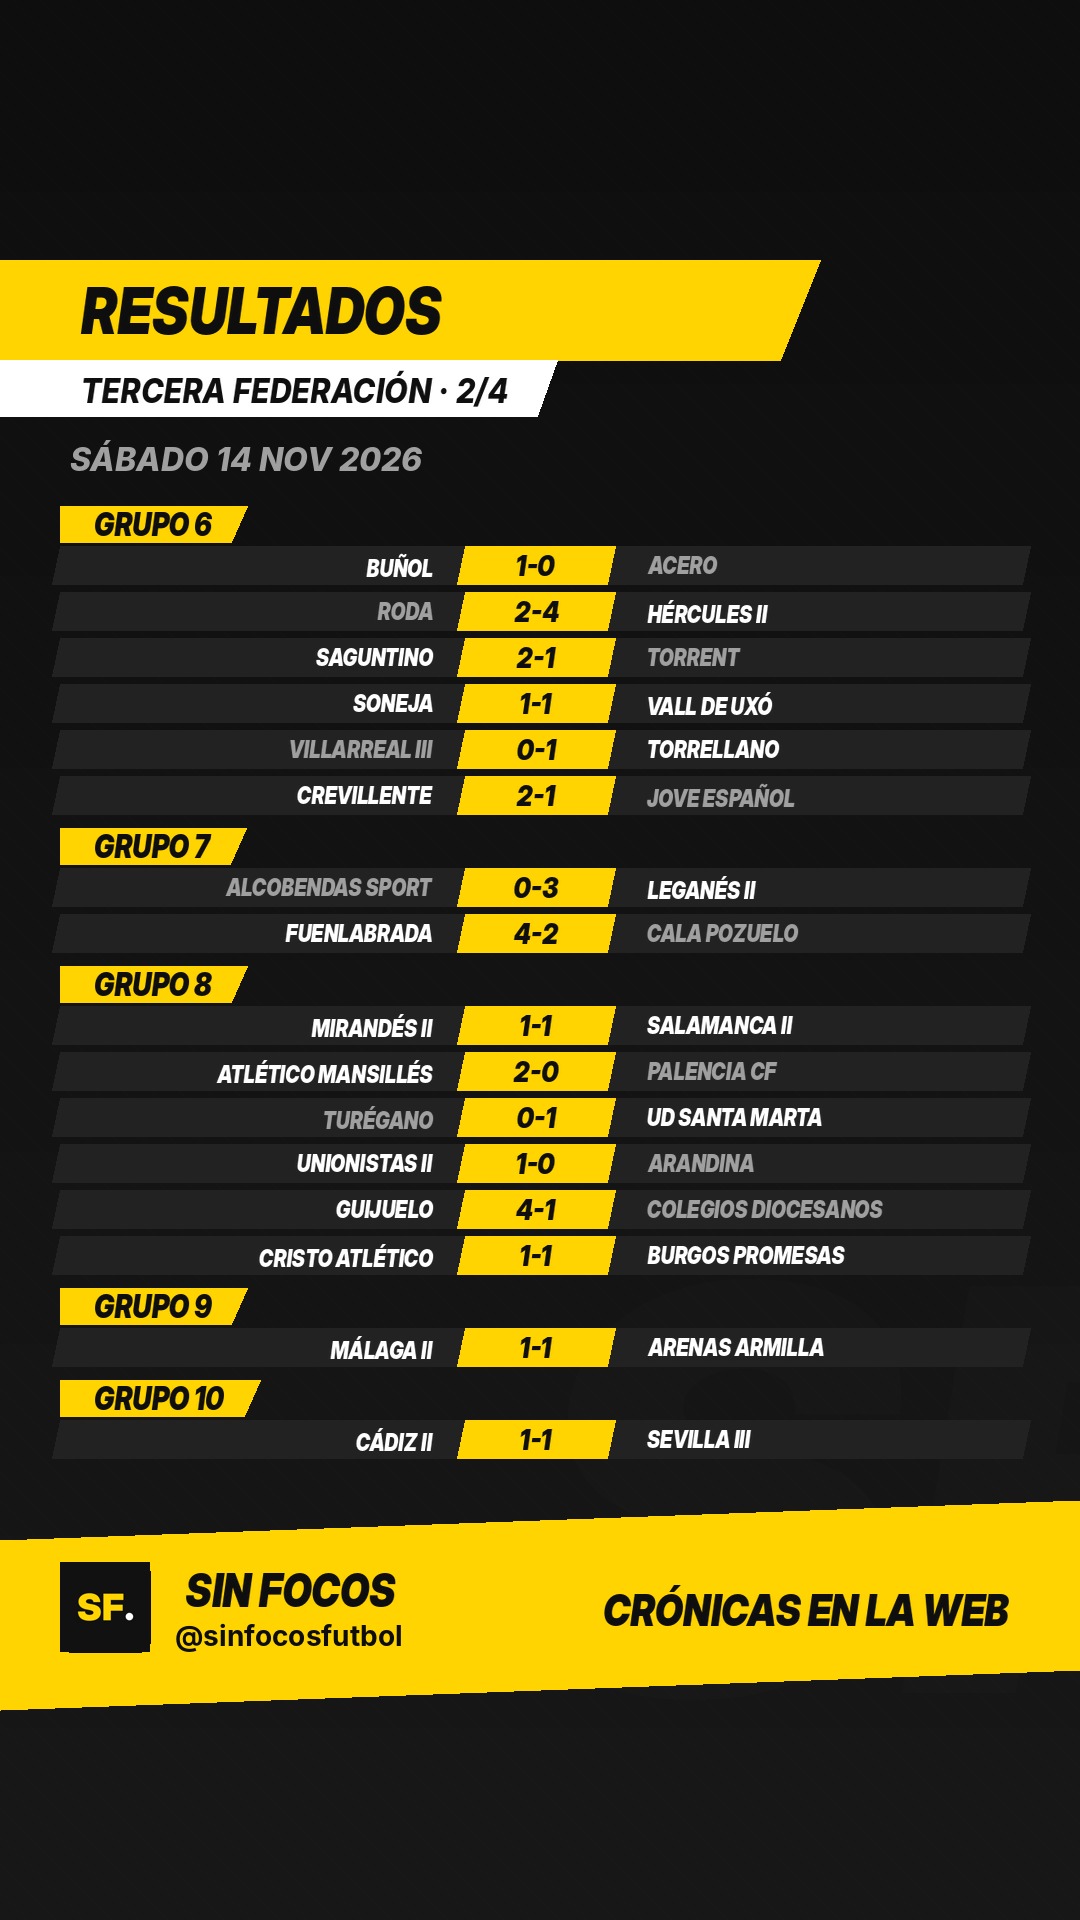 RESULTADOS
TERCERA FEDERACIÓN · 2/4
SÁBADO 14 NOV 2026
GRUPO 6
BUÑOL 1-0 ACERO
RODA 2-4 HÉRCULES II
SAGUNTINO 2-1 TORRENT
SONEJA 1-1 VALL DE UXÓ
VILLARREAL III 0-1 TORRELLANO
CREVILLENTE 2-1 JOVE ESPAÑOL
GRUPO 7
ALCOBENDAS SPORT 0-3 LEGANÉS II
FUENLABRADA 4-2 CALA POZUELO
GRUPO 8
MIRANDÉS II 1-1 SALAMANCA II
ATLÉTICO MANSILLÉS 2-0 PALENCIA CF
TURÉGANO 0-1 UD SANTA MARTA
UNIONISTAS II 1-0 ARANDINA
GUIJUELO 4-1 COLEGIOS DIOCESANOS
CRISTO ATLÉTICO 1-1 BURGOS PROMESAS
GRUPO 9
MÁLAGA II 1-1 ARENAS ARMILLA
GRUPO 10
CÁDIZ II 1-1 SEVILLA III
SF.
SIN FOCOS
@sinfocosfutbol
CRÓNICAS EN LA WEB